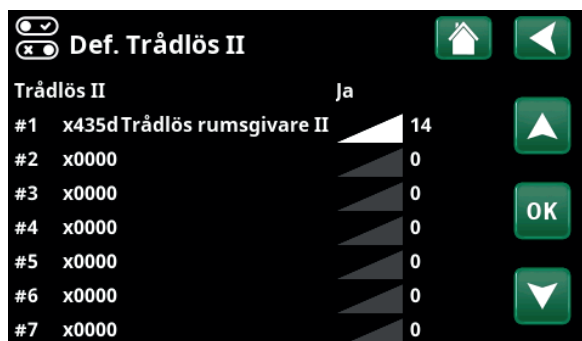 Def. Trådlös II
Trådlös II Ja
#1 x435d Trådlös rumsgivare II 14
#2 x0000 0
#3 x0000 0
#4 x0000 0
OK
#5 x0000 0
#6 x0000 0
#7 x0000 0